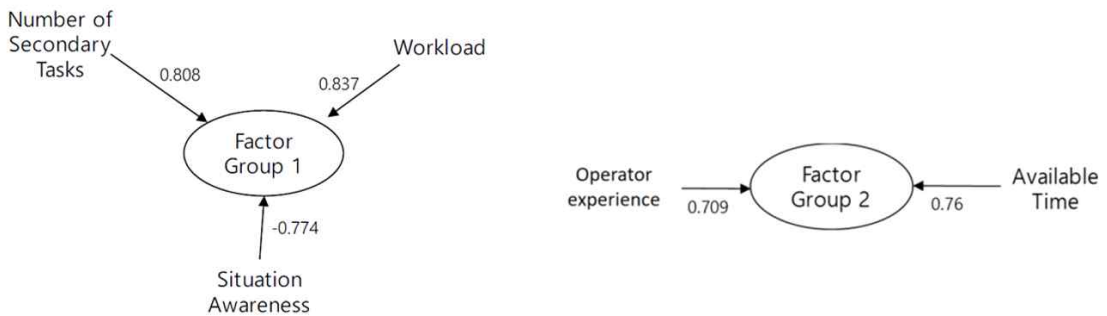 Number of
Secondary
Tasks
0.808
Workload
0.837
Factor
Group 1
-0.774
Situation
Awareness
Operator
experience
0.709
Factor
Group 2
0.76
Available
Time